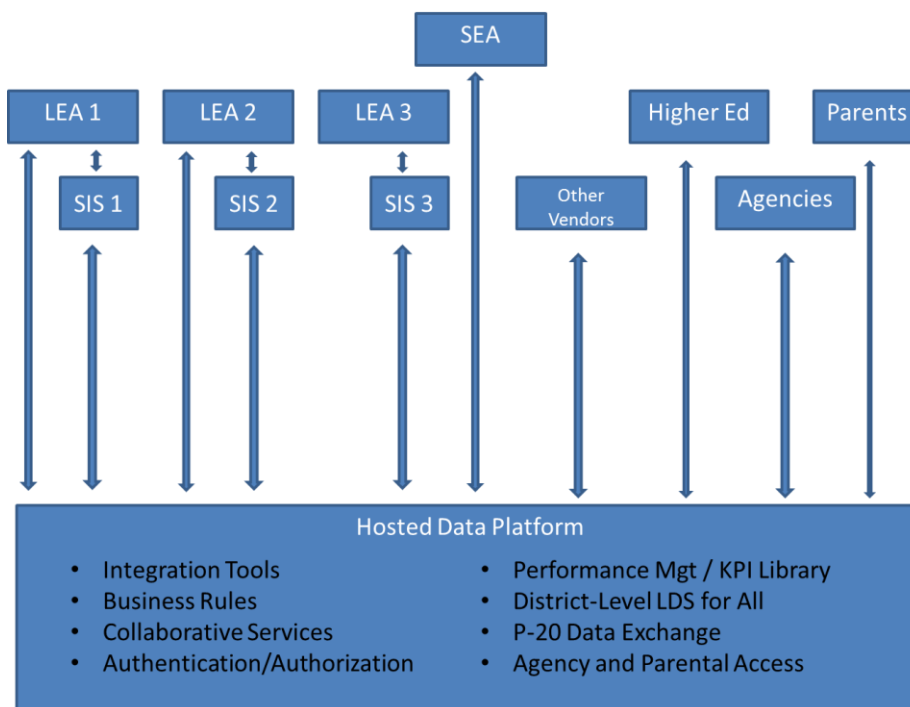 SEA
LEA 1
LEA 2
LEA 3
Higher Ed
Parents
SIS 1
SIS 2
SIS 3
Other
Vendors
Agencies
Hosted Data Platform
• Integration Tools
• Business Rules
• Collaborative Services
• Authentication/Authorization
• Performance Mgt / KPI Library
• District-Level LDS for All
• P-20 Data Exchange
• Agency and Parental Access